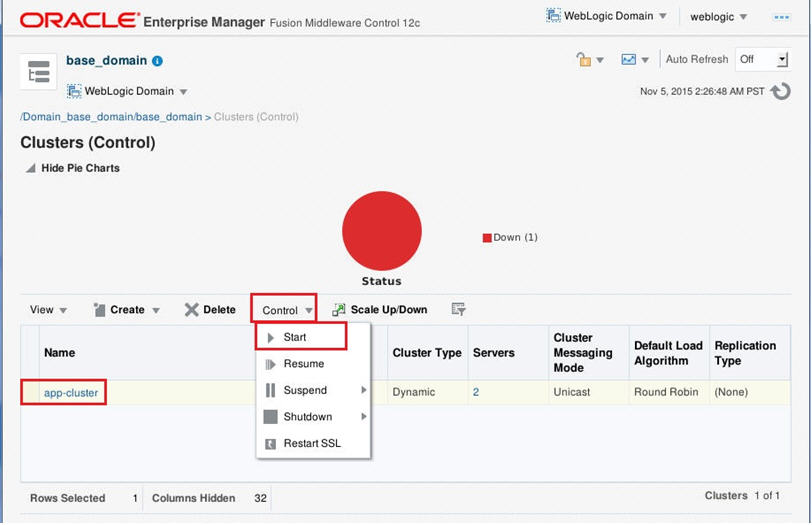 ORACLE Enterprise Manager Fusion Middleware Control 12c
WebLogic Domain
weblogic
base_domain
Auto Refresh Off
WebLogic Domain
Nov 5, 2015 2:26:48 AM PST
/Domain_base_domain/base_domain > Clusters (Control)
Clusters (Control)
Hide Pie Charts
Down (1)
Status
View Create Delete Control Scale Up/Down
Start
Resume
Suspend
Shutdown
Restart SSL
Name Cluster Type Servers Cluster Messaging Mode Default Load Algorithm Replication Type
app-cluster Dynamic 2 Unicast Round Robin (None)
Rows Selected 1 Columns Hidden 32
Clusters 1 of 1